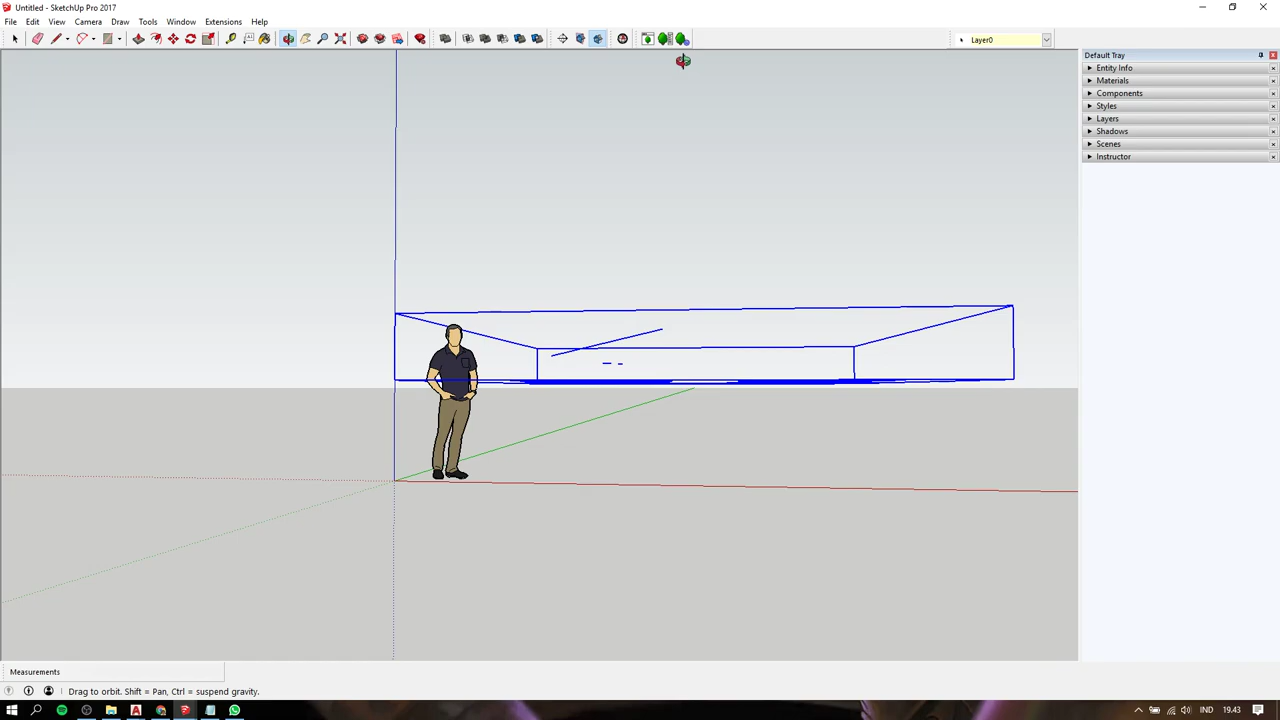 Untitled - SketchUp Pro 2017
File Edit View Camera Draw Tools Window Extensions Help
Layer0
Default Tray
Entity Info
Materials
Components
Styles
Layers
Shadows
Scenes
Instructor
Measurements
Drag to orbit. Shift = Pan, Ctrl = suspend gravity.
IND 19.43